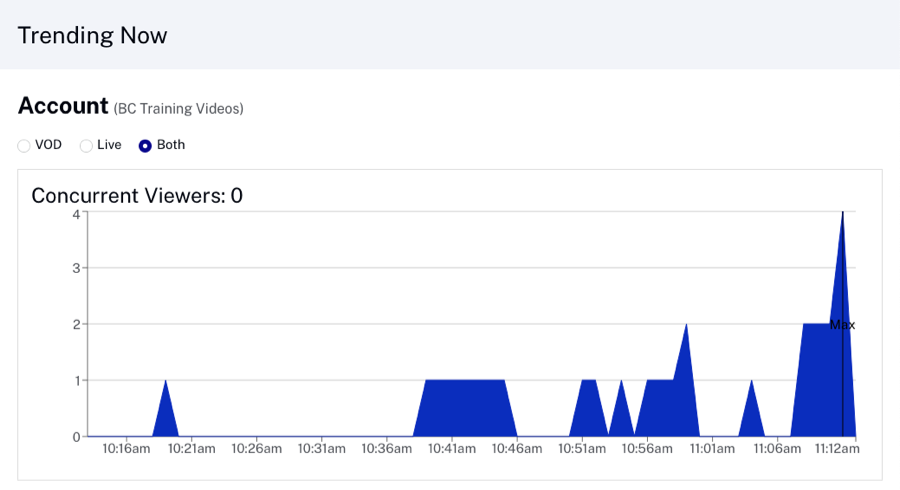 Trending Now
Account (BC Training Videos)
VOD Live Both
Concurrent Viewers: 0
4
3
2
Max
1
0
10:16am 10:21am 10:26am 10:31am 10:36am 10:41am 10:46am 10:51am 10:56am 11:01am 11:06am 11:12am